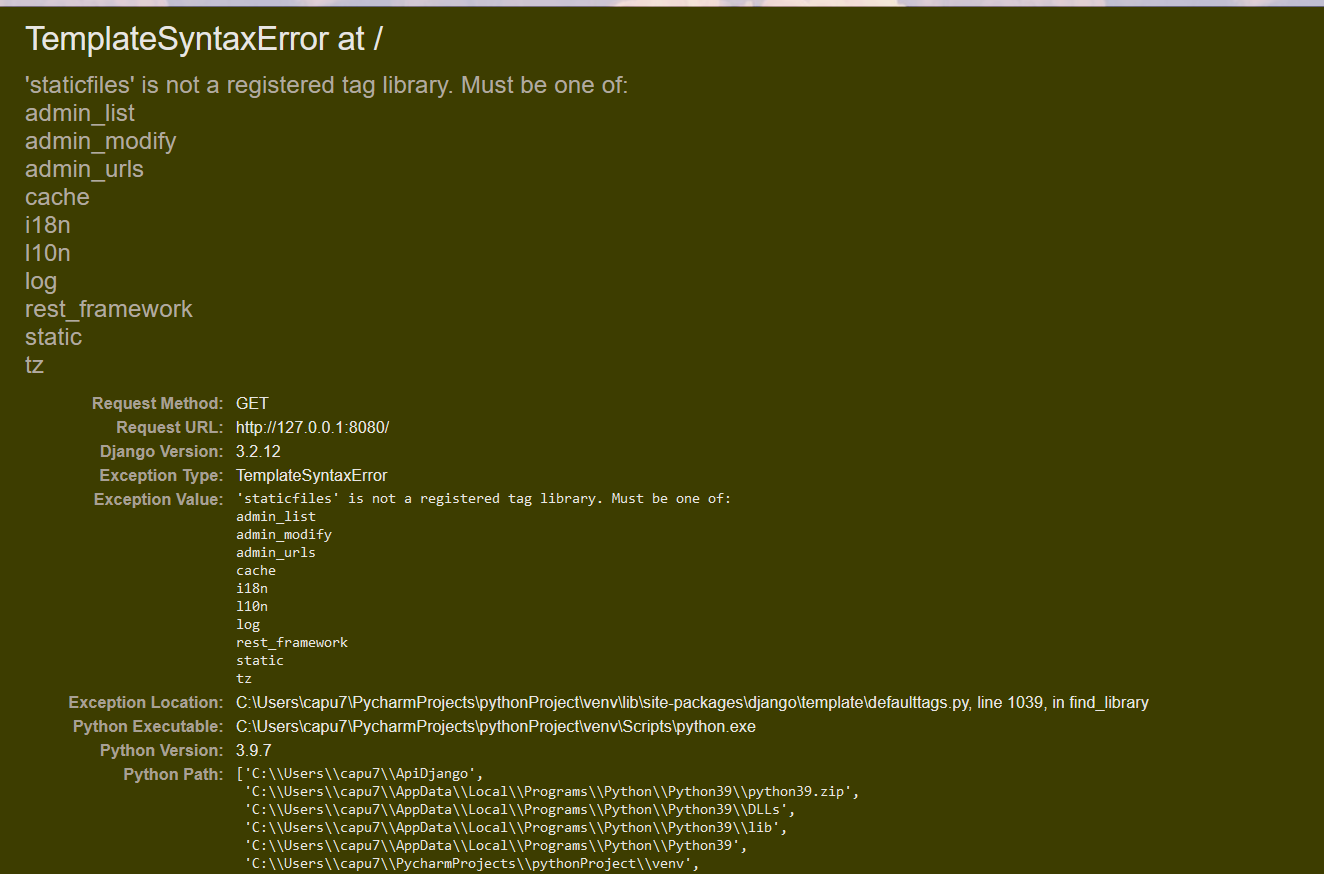 TemplateSyntaxError at /
'staticfiles' is not a registered tag library. Must be one of:
admin_list
admin_modify
admin_urls
cache
i18n
l10n
log
rest_framework
static
tz
Request Method: GET
Request URL: http://127.0.0.1:8080/
Django Version: 3.2.12
Exception Type: TemplateSyntaxError
Exception Value: 'staticfiles' is not a registered tag library. Must be one of:
admin_list
admin_modify
admin_urls
cache
i18n
l10n
log
rest_framework
static
tz
Exception Location: C:\Users\capu7\PycharmProjects\pythonProject\venv\lib\site-packages\django\template\defaulttags.py, line 1039, in find_library
Python Executable: C:\Users\capu7\PycharmProjects\pythonProject\venv\Scripts\python.exe
Python Version: 3.9.7
Python Path: ['C:\\Users\\capu7\\ApiDjango',
'C:\\Users\\capu7\\AppData\\Local\\Programs\\Python\\Python39\\python39.zip',
'C:\\Users\\capu7\\AppData\\Local\\Programs\\Python\\Python39\\DLLs',
'C:\\Users\\capu7\\AppData\\Local\\Programs\\Python\\Python39\\lib',
'C:\\Users\\capu7\\AppData\\Local\\Programs\\Python\\Python39',
'C:\\Users\\capu7\\PycharmProjects\\pythonProject\\venv',